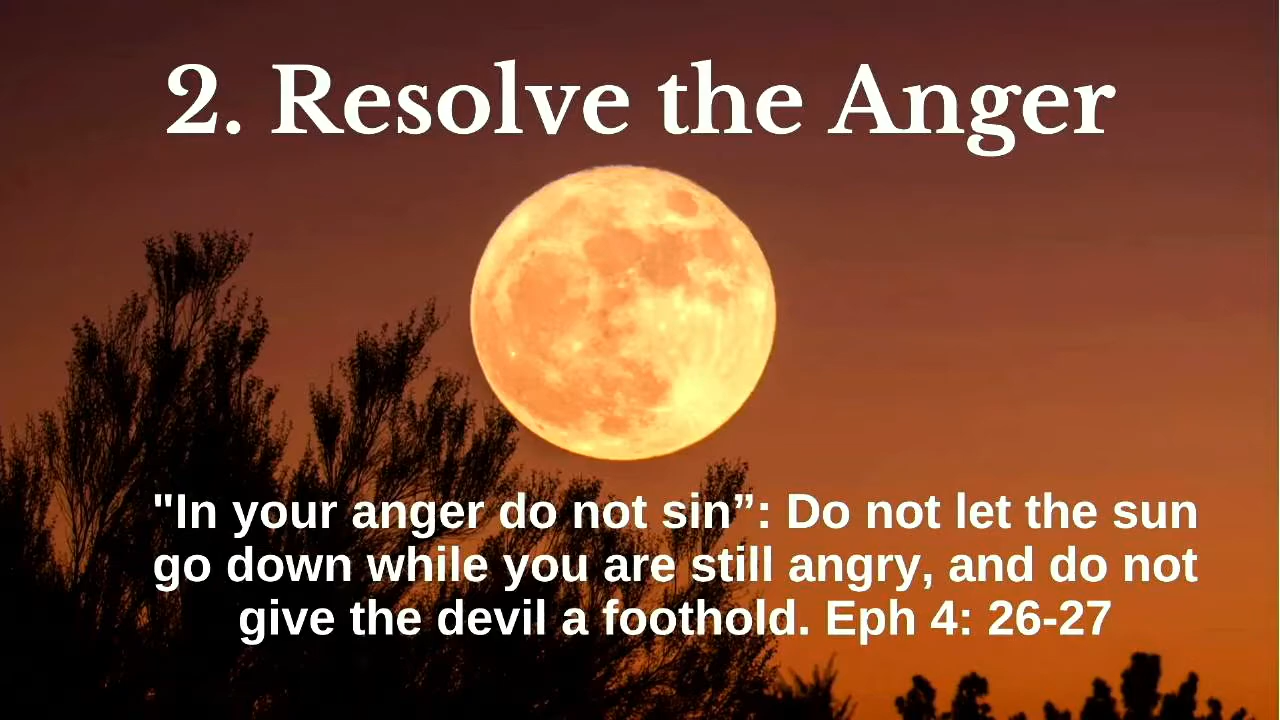 2. Resolve the Anger
"In your anger do not sin”: Do not let the sun
go down while you are still angry, and do not
give the devil a foothold. Eph 4: 26-27